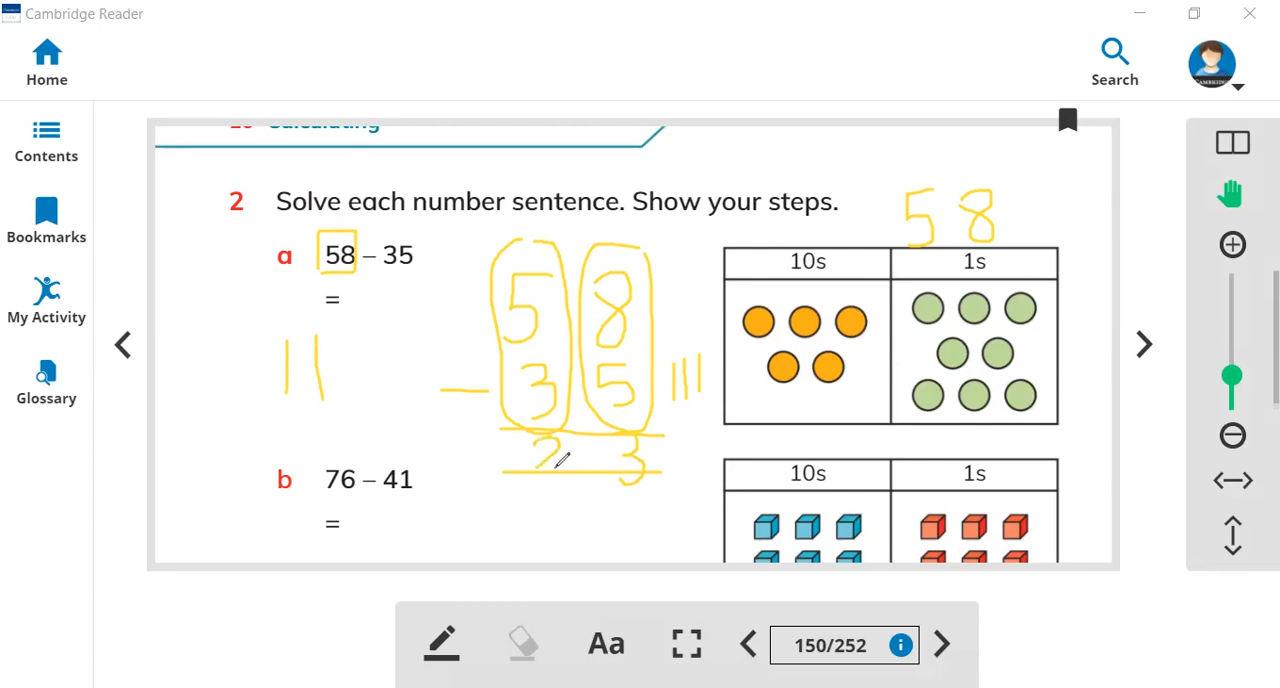 Cambridge Reader
Home
Search
Contents
Bookmarks
My Activity
Glossary
Calculating
2 Solve each number sentence. Show your steps.
58
a 58 – 35
=
5 8
– 3 5
2 3
10s 1s
b 76 – 41
=
10s 1s
Aa
150/252